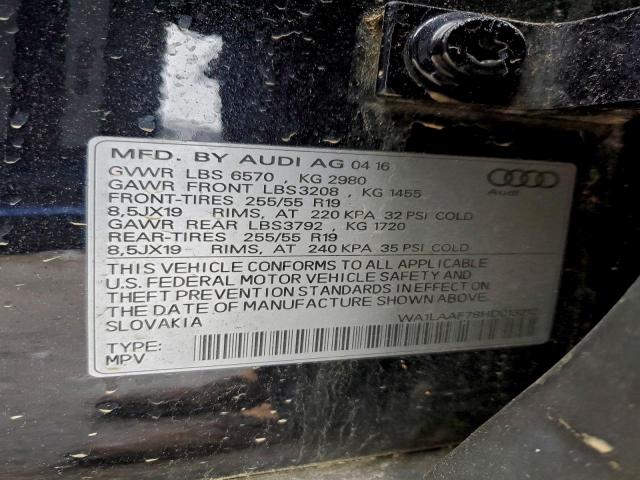 MFD. BY AUDI AG 04 16
GVWR LBS 6570 , KG 2980
GAWR FRONT LBS3208 , KG 1455
FRONT-TIRES 255/55 R19
8,5JX19 RIMS, AT 220 KPA 32 PSI COLD
GAWR REAR LBS3792 , KG 1720
REAR-TIRES 255/55 R19
8,5JX19 RIMS, AT 240 KPA 35 PSI COLD
Audi
THIS VEHICLE CONFORMS TO ALL APPLICABLE
U.S. FEDERAL MOTOR VEHICLE SAFETY AND
THEFT PREVENTION STANDARDS IN EFFECT ON
THE DATE OF MANUFACTURE SHOWN ABOVE.
SLOVAKIA
WA1LAAF78HD013212
TYPE:
MPV